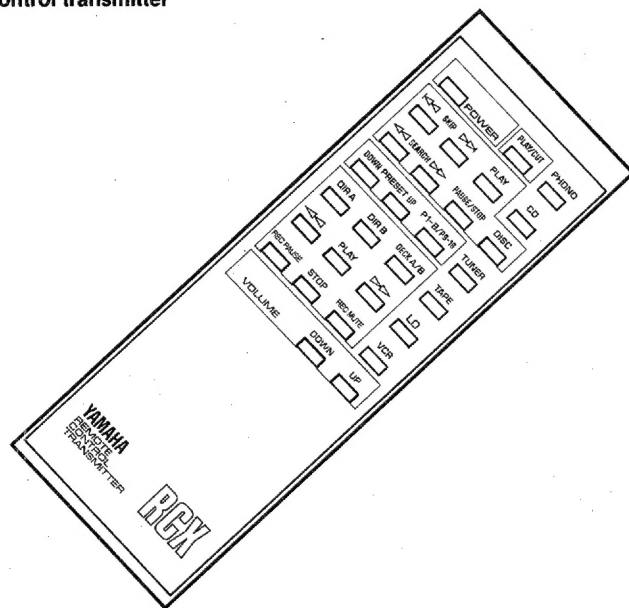 ontrol transmitter
POWER
PLAY/CUT
PHONO
SKIP
PLAY
CD
SEARCH
PAUSE/STOP
DISC
DOWN PRESET UP
P1-8/P9-16
TUNER
DIR A
DIR B
DECK A/B
TAPE
PLAY
LD
REC PAUSE
STOP
REC MUTE
VCR
VOLUME
DOWN
UP
YAMAHA
REMOTE
CONTROL
TRANSMITTER
RCX